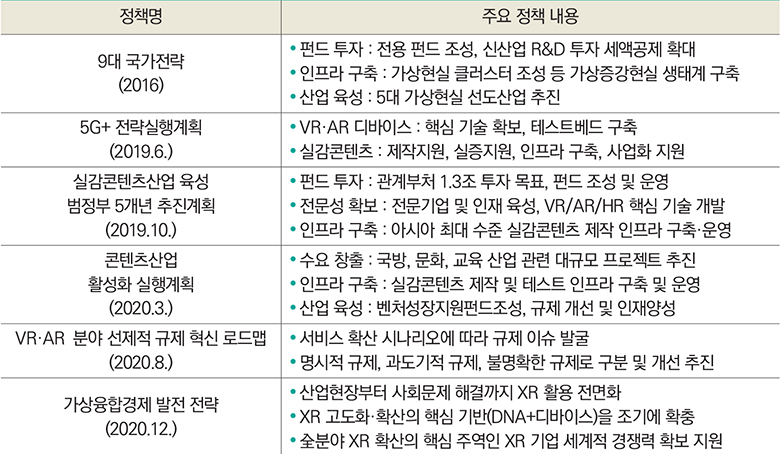 정책명
주요 정책 내용
9대 국가전략
(2016)
• 펀드 투자 : 전용 펀드 조성, 신산업 R&D 투자 세액공제 확대
• 인프라 구축 : 가상현실 클러스터 조성 등 가상증강현실 생태계 구축
• 산업 육성 : 5대 가상현실 선도산업 추진
5G+ 전략실행계획
(2019.6.)
• VR·AR 디바이스 : 핵심 기술 확보, 테스트베드 구축
• 실감콘텐츠 : 제작지원, 실증지원, 인프라 구축, 사업화 지원
실감콘텐츠산업 육성
범정부 5개년 추진계획
(2019.10.)
• 펀드 투자 : 관계부처 1.3조 투자 목표, 펀드 조성 및 운영
• 전문성 확보 : 전문기업 및 인재 육성, VR/AR/HR 핵심 기술 개발
• 인프라 구축 : 아시아 최대 수준 실감콘텐츠 제작 인프라 구축·운영
콘텐츠산업
활성화 실행계획
(2020.3.)
• 수요 창출 : 국방, 문화, 교육 산업 관련 대규모 프로젝트 추진
• 인프라 구축 : 실감콘텐츠 제작 및 테스트 인프라 구축 및 운영
• 산업 육성 : 벤처성장지원펀드조성, 규제 개선 및 인재양성
VR·AR 분야 선제적 규제 혁신 로드맵
(2020.8.)
• 서비스 확산 시나리오에 따라 규제 이슈 발굴
• 명시적 규제, 과도기적 규제, 불명확한 규제로 구분 및 개선 추진
가상융합경제 발전 전략
(2020.12.)
• 산업현장부터 사회문제 해결까지 XR 활용 전면화
• XR 고도화·확산의 핵심 기반(DNA+디바이스)을 조기에 확충
• 全분야 XR 확산의 핵심 주역인 XR 기업 세계적 경쟁력 확보 지원